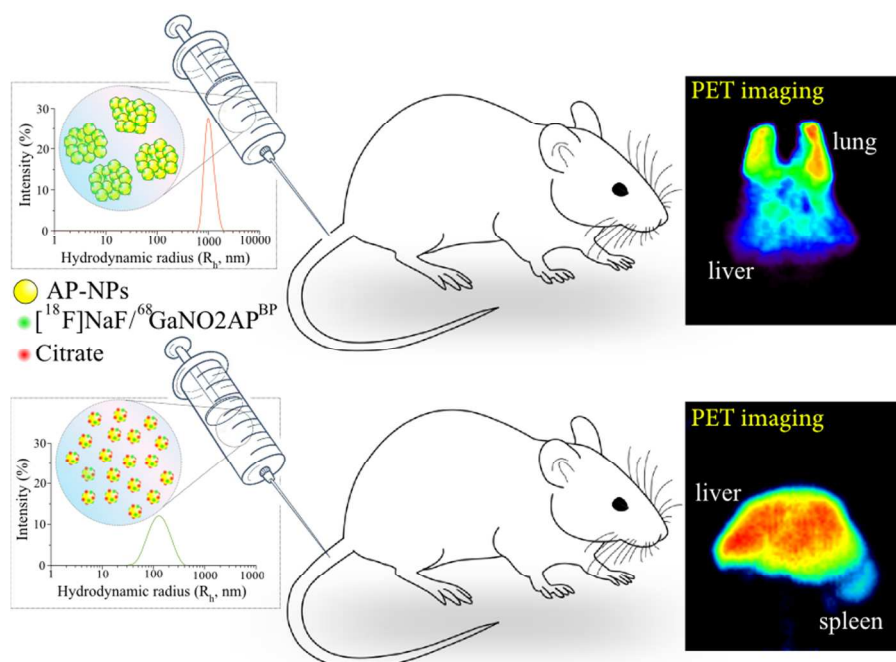 PET imaging
lung
liver
30
20
10
0
Intensity (%)
1 10 100 1000 10000
Hydrodynamic radius (Rₕ, nm)
AP-NPs
[¹⁸F]NaF/⁶⁸GaNO2APᴮᴾ
Citrate
PET imaging
liver
spleen
30
20
10
0
Intensity (%)
1 10 100 1000 10000
Hydrodynamic radius (Rₕ, nm)